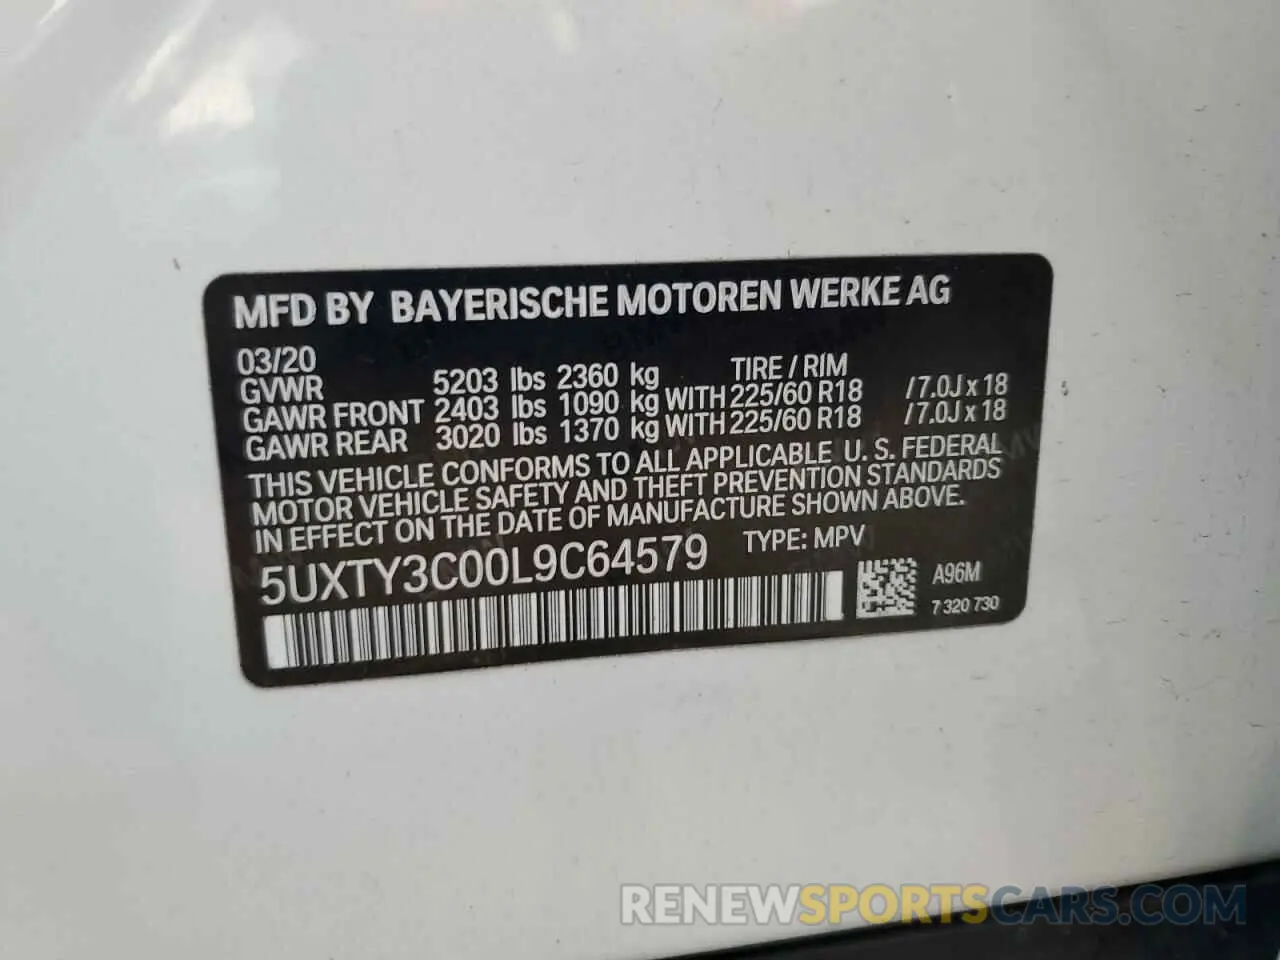 MFD BY BAYERISCHE MOTOREN WERKE AG
03/20 TIRE / RIM
GVWR 5203 lbs 2360 kg
GAWR FRONT 2403 lbs 1090 kg WITH 225/60 R18 /7.0J x 18
GAWR REAR 3020 lbs 1370 kg WITH 225/60 R18 /7.0J x 18
THIS VEHICLE CONFORMS TO ALL APPLICABLE U. S. FEDERAL
MOTOR VEHICLE SAFETY AND THEFT PREVENTION STANDARDS
IN EFFECT ON THE DATE OF MANUFACTURE SHOWN ABOVE.
5UXTY3C00L9C64579 TYPE: MPV
A96M
7 320 730
RENEWSPORTSCARS.COM